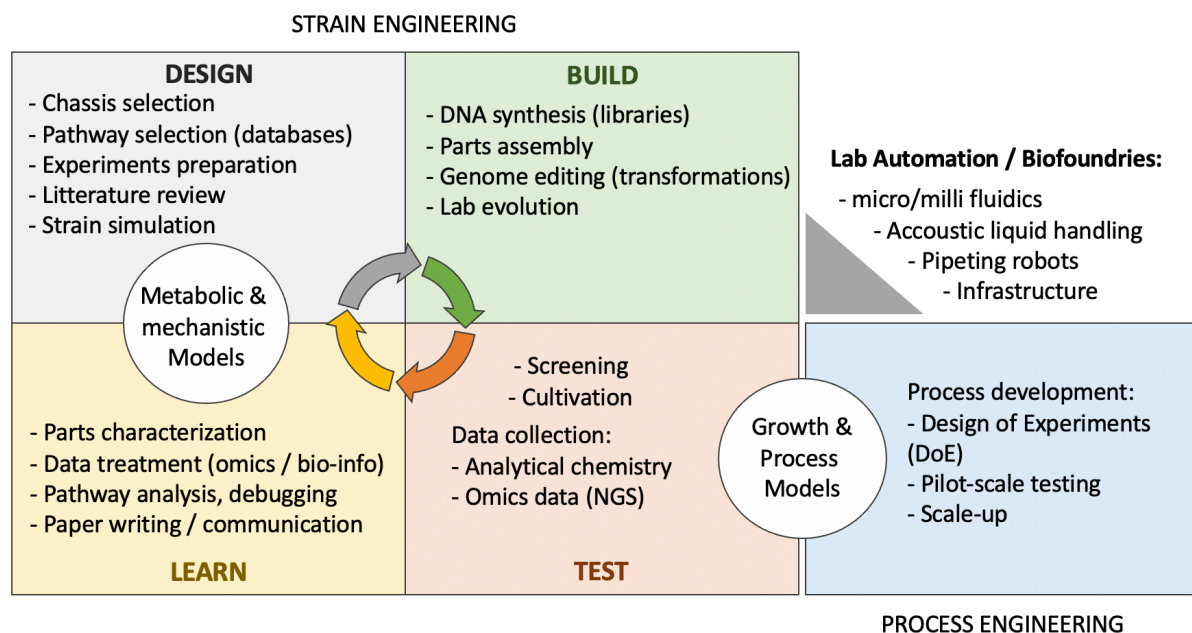 STRAIN ENGINEERING
DESIGN
- Chassis selection
- Pathway selection (databases)
- Experiments preparation
- Litterature review
- Strain simulation
BUILD
- DNA synthesis (libraries)
- Parts assembly
- Genome editing (transformations)
- Lab evolution
Lab Automation / Biofoundries:
- micro/milli fluidics
- Accoustic liquid handling
- Pipeting robots
- Infrastructure
Metabolic &
mechanistic
Models
- Parts characterization
- Data treatment (omics / bio-info)
- Pathway analysis, debugging
- Paper writing / communication
LEARN
- Screening
- Cultivation
Data collection:
- Analytical chemistry
- Omics data (NGS)
TEST
Growth &
Process
Models
Process development:
- Design of Experiments
(DoE)
- Pilot-scale testing
- Scale-up
PROCESS ENGINEERING